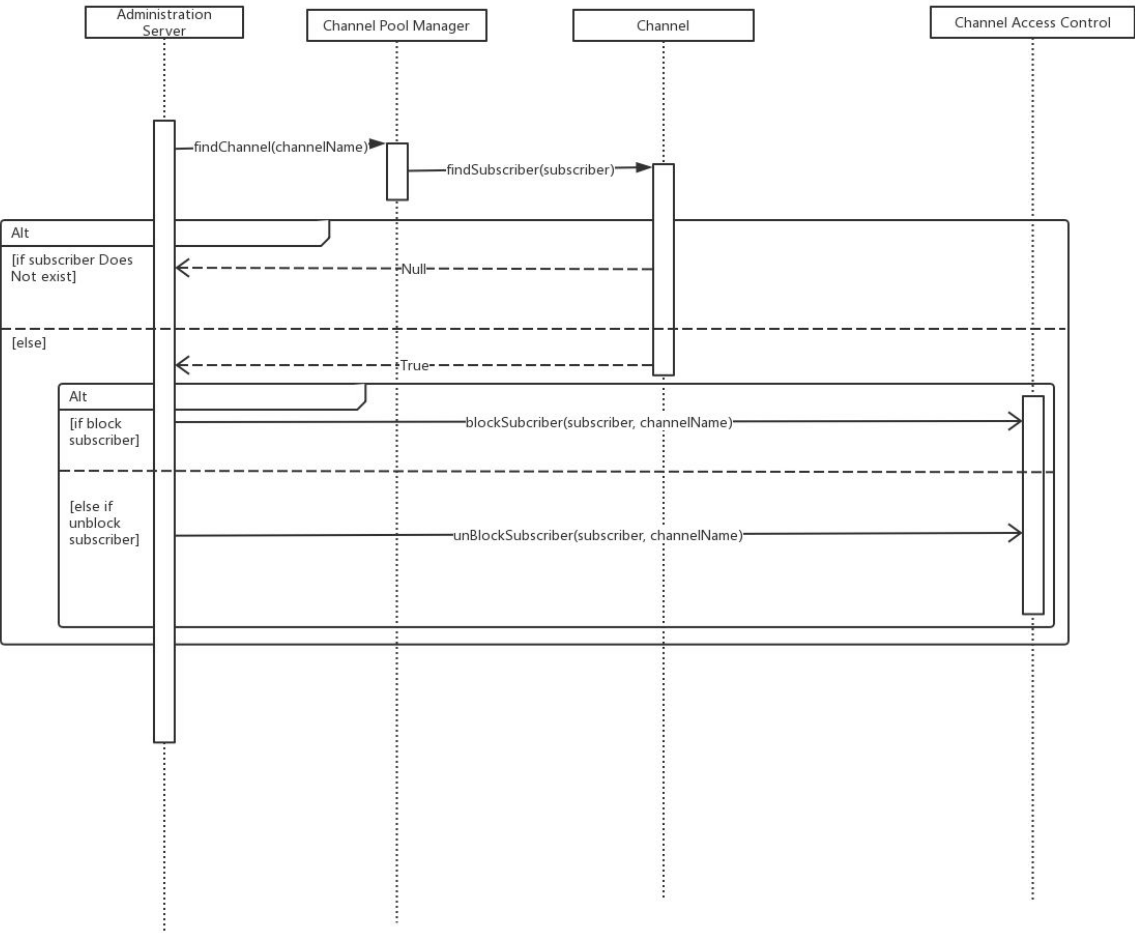 Administration
Server
Channel Pool Manager
Channel
Channel Access Control
findChannel(channelName)
findSubscriber(subscriber)
Alt
[if subscriber Does
Not exist]
Null
[else]
True
Alt
[if block
subscriber]
blockSubcriber(subscriber, channelName)
[else if
unblock
subscriber]
unBlockSubscriber(subscriber, channelName)